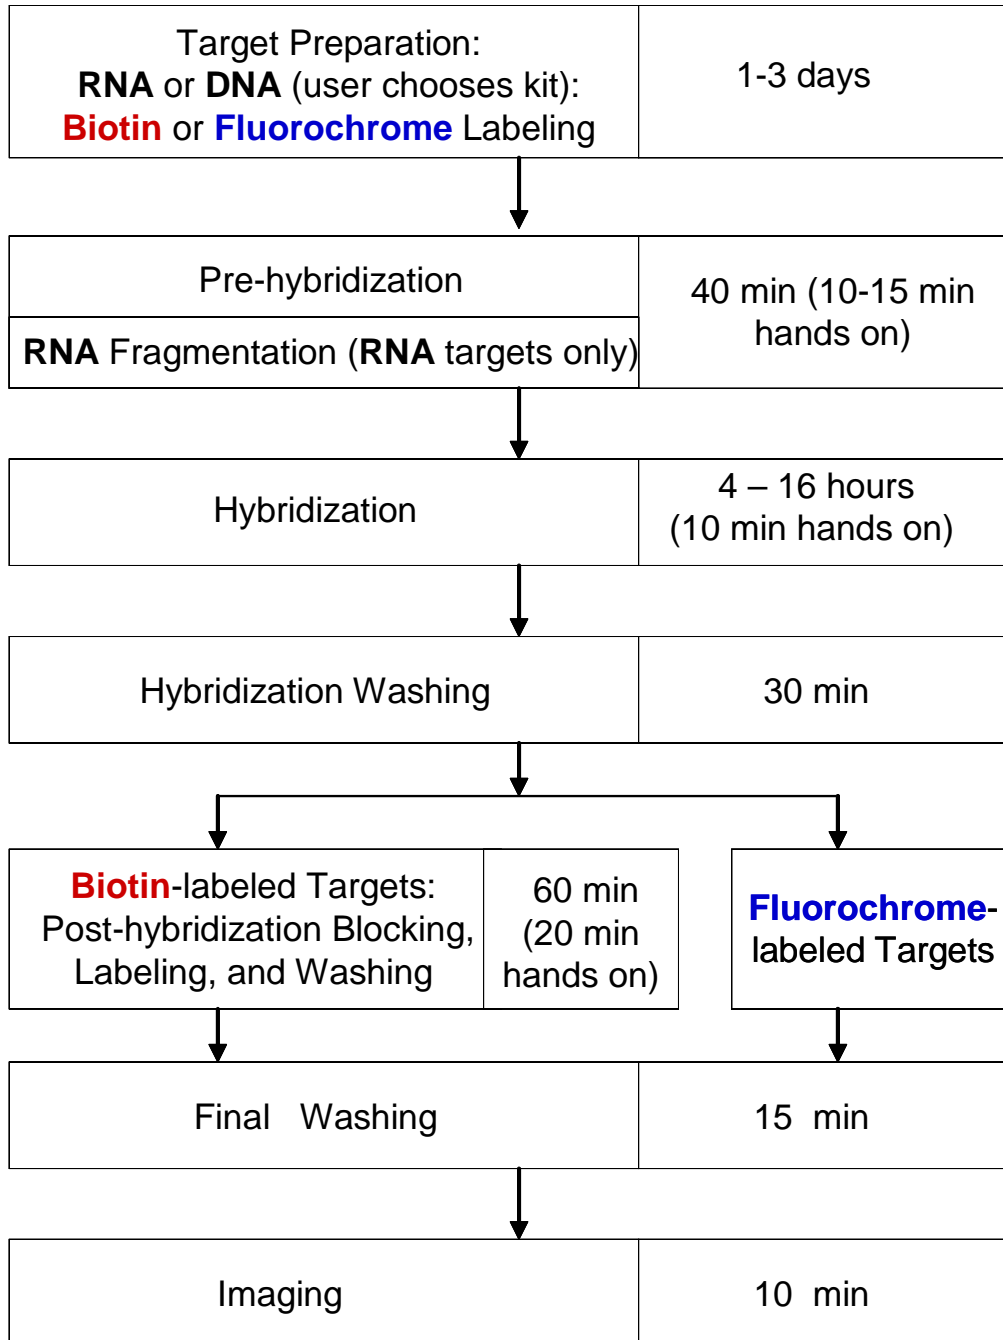 Target Preparation:
RNA or DNA (user chooses kit):
Biotin or Fluorochrome Labeling
1-3 days
Pre-hybridization
RNA Fragmentation (RNA targets only)
40 min (10-15 min
hands on)
Hybridization
4 – 16 hours
(10 min hands on)
Hybridization Washing
30 min
Biotin-labeled Targets:
Post-hybridization Blocking,
Labeling, and Washing
60 min
(20 min
hands on)
Fluorochrome-
labeled Targets
Final Washing
15 min
Imaging
10 min